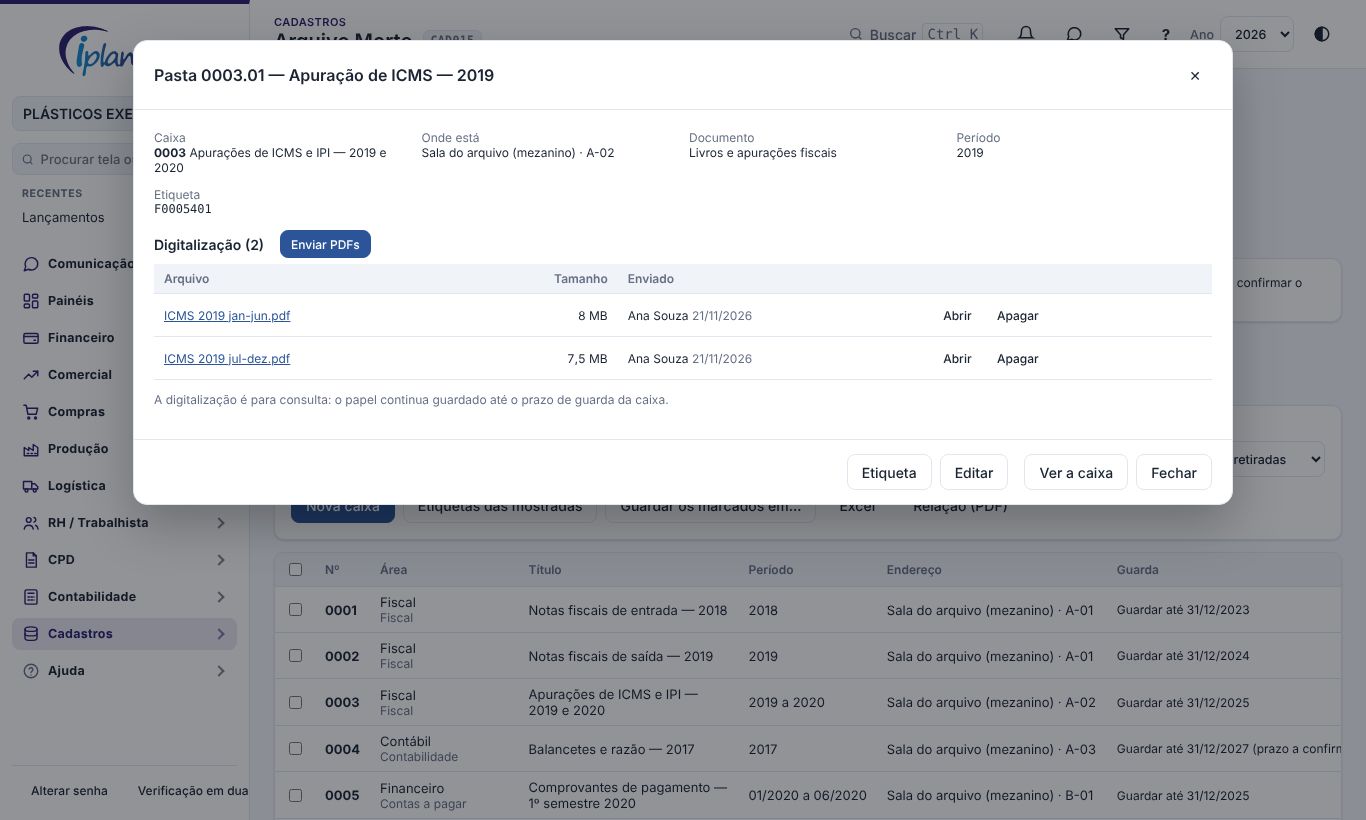 CADASTROS
Arquivo Morto CAD015
Buscar Ctrl K
Ano 2026
iplan
PLÁSTICOS EXE
Procurar tela o
RECENTES
Lançamentos
Comunicação
Painéis
Financeiro
Comercial
Compras
Produção
Logística
RH / Trabalhista
CPD
Contabilidade
Cadastros
Ajuda
Alterar senha Verificação em dua
Pasta 0003.01 — Apuração de ICMS — 2019
×
Caixa Onde está Documento Período
0003 Apurações de ICMS e IPI — 2019 e Sala do arquivo (mezanino) · A-02 Livros e apurações fiscais 2019
2020
Etiqueta
F0005401
Digitalização (2) Enviar PDFs
Arquivo Tamanho Enviado
ICMS 2019 jan-jun.pdf 8 MB Ana Souza 21/11/2026 Abrir Apagar
ICMS 2019 jul-dez.pdf 7,5 MB Ana Souza 21/11/2026 Abrir Apagar
A digitalização é para consulta: o papel continua guardado até o prazo de guarda da caixa.
Etiqueta Editar Ver a caixa Fechar
confirmar o
retiradas
Nova caixa Etiquetas das mostradas Guardar os marcados em... Excel Relação (PDF)
Nº Área Título Período Endereço Guarda
0001 Fiscal Notas fiscais de entrada — 2018 2018 Sala do arquivo (mezanino) · A-01 Guardar até 31/12/2023
Fiscal
0002 Fiscal Notas fiscais de saída — 2019 2019 Sala do arquivo (mezanino) · A-01 Guardar até 31/12/2024
Fiscal
0003 Fiscal Apurações de ICMS e IPI — 2019 a 2020 Sala do arquivo (mezanino) · A-02 Guardar até 31/12/2025
Fiscal 2019 e 2020
0004 Contábil Balancetes e razão — 2017 2017 Sala do arquivo (mezanino) · A-03 Guardar até 31/12/2027 (prazo a confirm
Contabilidade
0005 Financeiro Comprovantes de pagamento — 01/2020 a 06/2020 Sala do arquivo (mezanino) · B-01 Guardar até 31/12/2025
Contas a pagar 1º semestre 2020